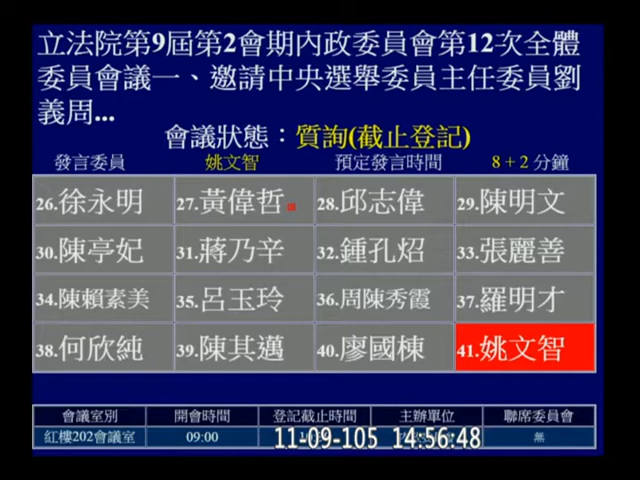 立法院第9屆第2會期內政委員會第12次全體
委員會議一、邀請中央選舉委員主任委員劉
義周...
會議狀態：質詢(截止登記)
發言委員 姚文智 預定發言時間 8 + 2 分鐘
26.徐永明 27.黃偉哲 28.邱志偉 29.陳明文
30.陳亭妃 31.蔣乃辛 32.鍾孔炤 33.張麗善
34.陳賴素美 35.呂玉玲 36.周陳秀霞 37.羅明才
38.何欣純 39.陳其邁 40.廖國棟 41.姚文智
會議室別 開會時間 登記截止時間 主辦單位 聯席委員會
紅樓202會議室 09:00 無
11-09-105 14:56:48